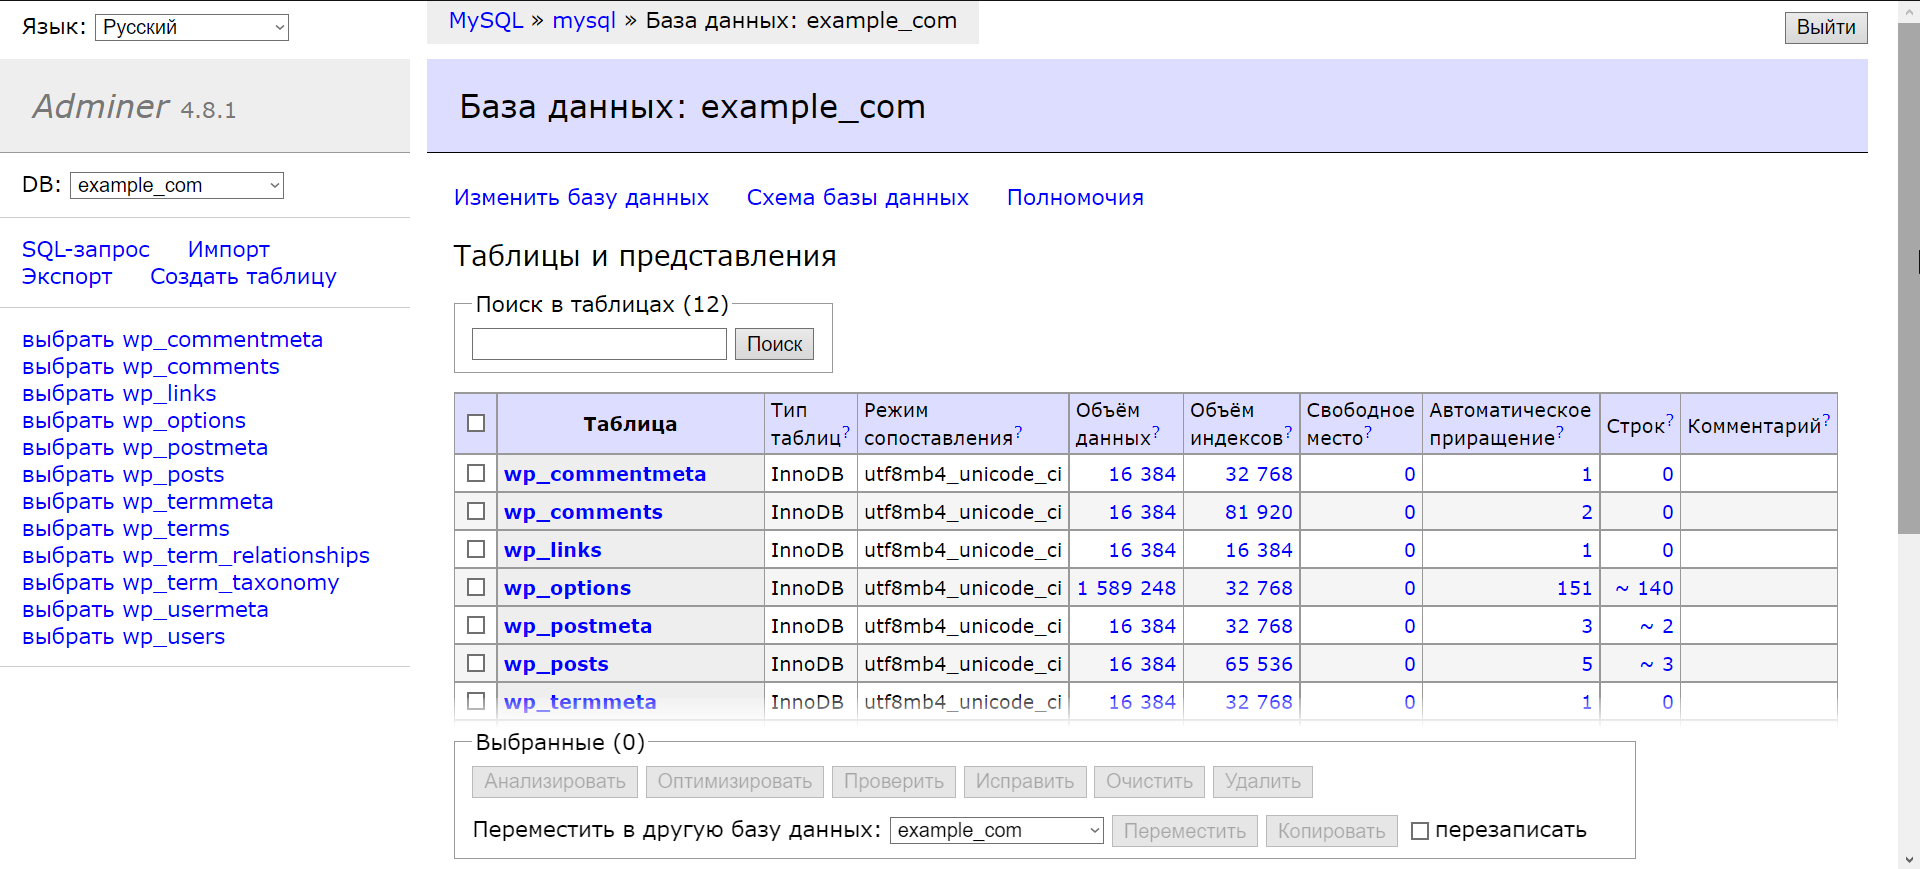 Язык: Русский
MySQL » mysql » База данных: example_com
Выйти
Adminer 4.8.1
База данных: example_com
DB: example_com
Изменить базу данных Схема базы данных Полномочия
SQL-запрос Импорт
Экспорт Создать таблицу
выбрать wp_commentmeta
выбрать wp_comments
выбрать wp_links
выбрать wp_options
выбрать wp_postmeta
выбрать wp_posts
выбрать wp_termmeta
выбрать wp_terms
выбрать wp_term_relationships
выбрать wp_term_taxonomy
выбрать wp_usermeta
выбрать wp_users
Таблицы и представления
Поиск в таблицах (12)
Поиск
Таблица Тип таблиц? Режим сопоставления? Объём данных? Объём индексов? Свободное место? Автоматическое приращение? Строк? Комментарий?
wp_commentmeta InnoDB utf8mb4_unicode_ci 16 384 32 768 0 1 0
wp_comments InnoDB utf8mb4_unicode_ci 16 384 81 920 0 2 0
wp_links InnoDB utf8mb4_unicode_ci 16 384 16 384 0 1 0
wp_options InnoDB utf8mb4_unicode_ci 1 589 248 32 768 0 151 ~ 140
wp_postmeta InnoDB utf8mb4_unicode_ci 16 384 32 768 0 3 ~ 2
wp_posts InnoDB utf8mb4_unicode_ci 16 384 65 536 0 5 ~ 3
wp_termmeta InnoDB utf8mb4_unicode_ci 16 384 32 768 0 1 0
Выбранные (0)
Анализировать Оптимизировать Проверить Исправить Очистить Удалить
Переместить в другую базу данных: example_com Переместить Копировать перезаписать